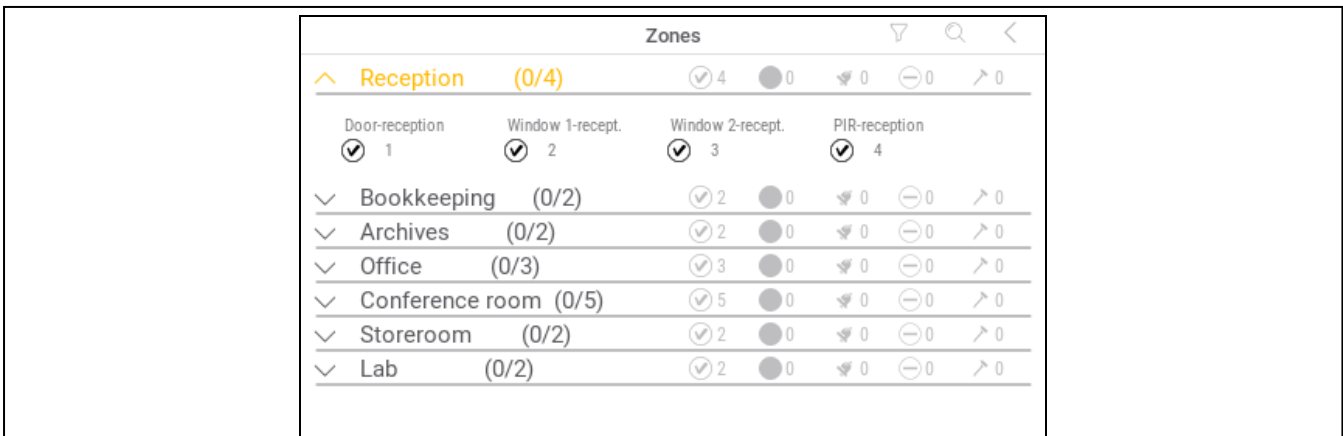 Zones
Reception (0/4) 4 0 0 0 0
Door-reception Window 1-recept. Window 2-recept. PIR-reception
1 2 3 4
Bookkeeping (0/2) 2 0 0 0 0
Archives (0/2) 2 0 0 0 0
Office (0/3) 3 0 0 0 0
Conference room (0/5) 5 0 0 0 0
Storeroom (0/2) 2 0 0 0 0
Lab (0/2) 2 0 0 0 0